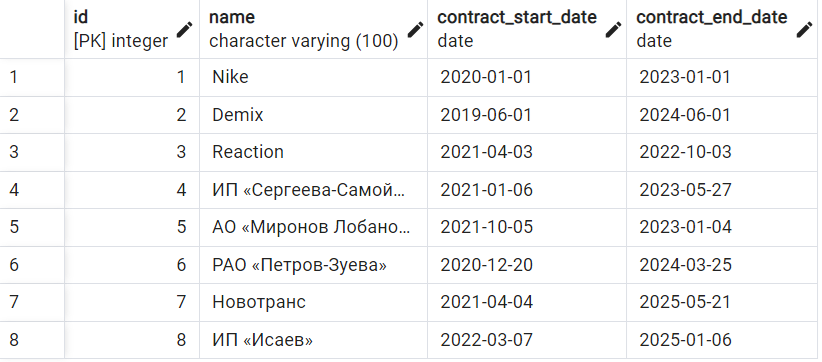 id name contract_start_date contract_end_date
[PK] integer character varying (100) date date
1 1 Nike 2020-01-01 2023-01-01
2 2 Demix 2019-06-01 2024-06-01
3 3 Reaction 2021-04-03 2022-10-03
4 4 ИП «Сергеева-Самой... 2021-01-06 2023-05-27
5 5 АО «Миронов Лобано... 2021-10-05 2023-01-04
6 6 РАО «Петров-Зуева» 2020-12-20 2024-03-25
7 7 Новотранс 2021-04-04 2025-05-21
8 8 ИП «Исаев» 2022-03-07 2025-01-06